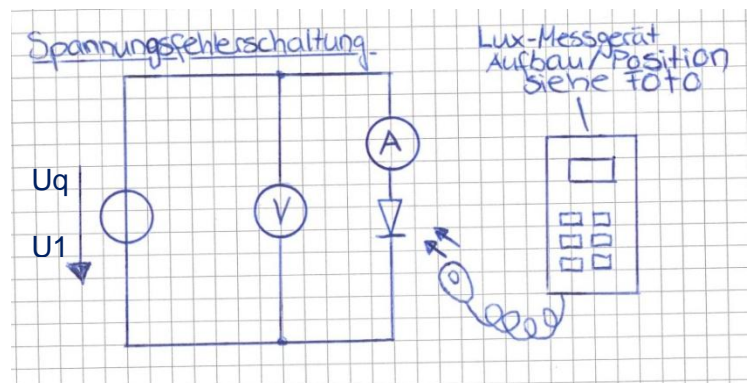 Spannungsfehlerschaltung
Lux-Messgerät
Aufbau/Position
siehe Foto
A
Uq
V
U1